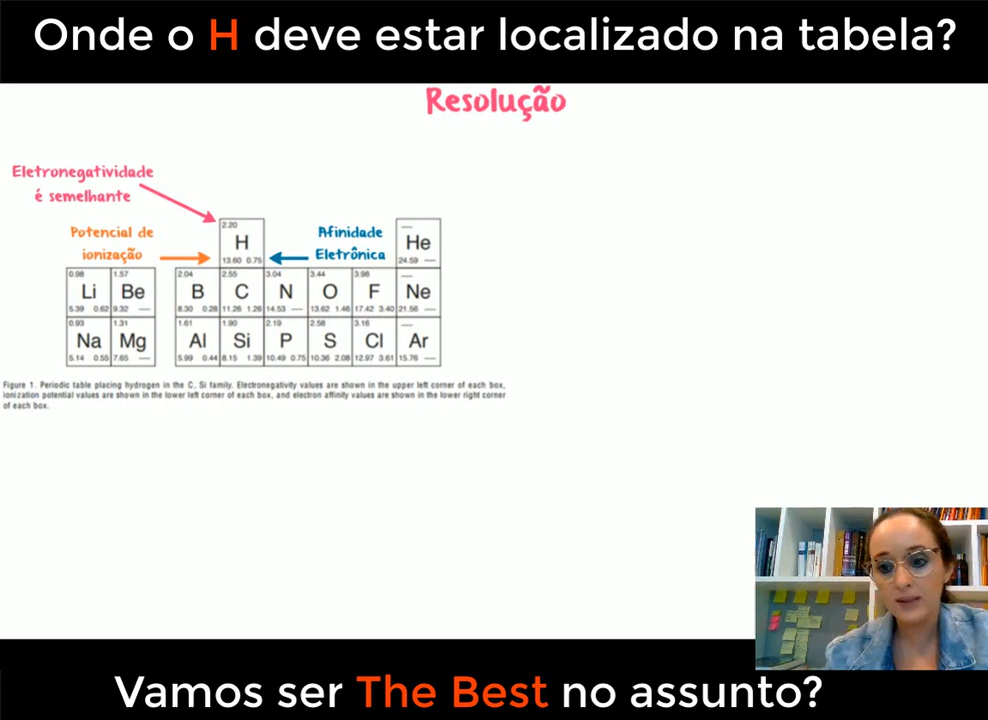 Onde o H deve estar localizado na tabela?
Resolução
Eletronegatividade
é semelhante
Potencial de
ionização
Afinidade
Eletrônica
2.20
H
13.60 0.75
—
He
24.59 —
0.98 1.57 2.04 2.55 3.04 3.44 3.98 —
Li Be B C N O F Ne
5.39 0.62 9.32 — 8.30 0.28 11.26 1.26 14.53 — 13.62 1.46 17.42 3.40 21.56 —
0.93 1.31 1.61 1.90 2.19 2.58 3.16 —
Na Mg Al Si P S Cl Ar
5.14 0.55 7.65 — 5.99 0.44 8.15 1.39 10.49 0.75 10.36 2.08 12.97 3.61 15.76 —
Figure 1. Periodic table placing hydrogen in the C, Si family. Electronegativity values are shown in the upper left corner of each box,
ionization potential values are shown in the lower left corner of each box, and electron affinity values are shown in the lower right corner
of each box.
Vamos ser The Best no assunto?